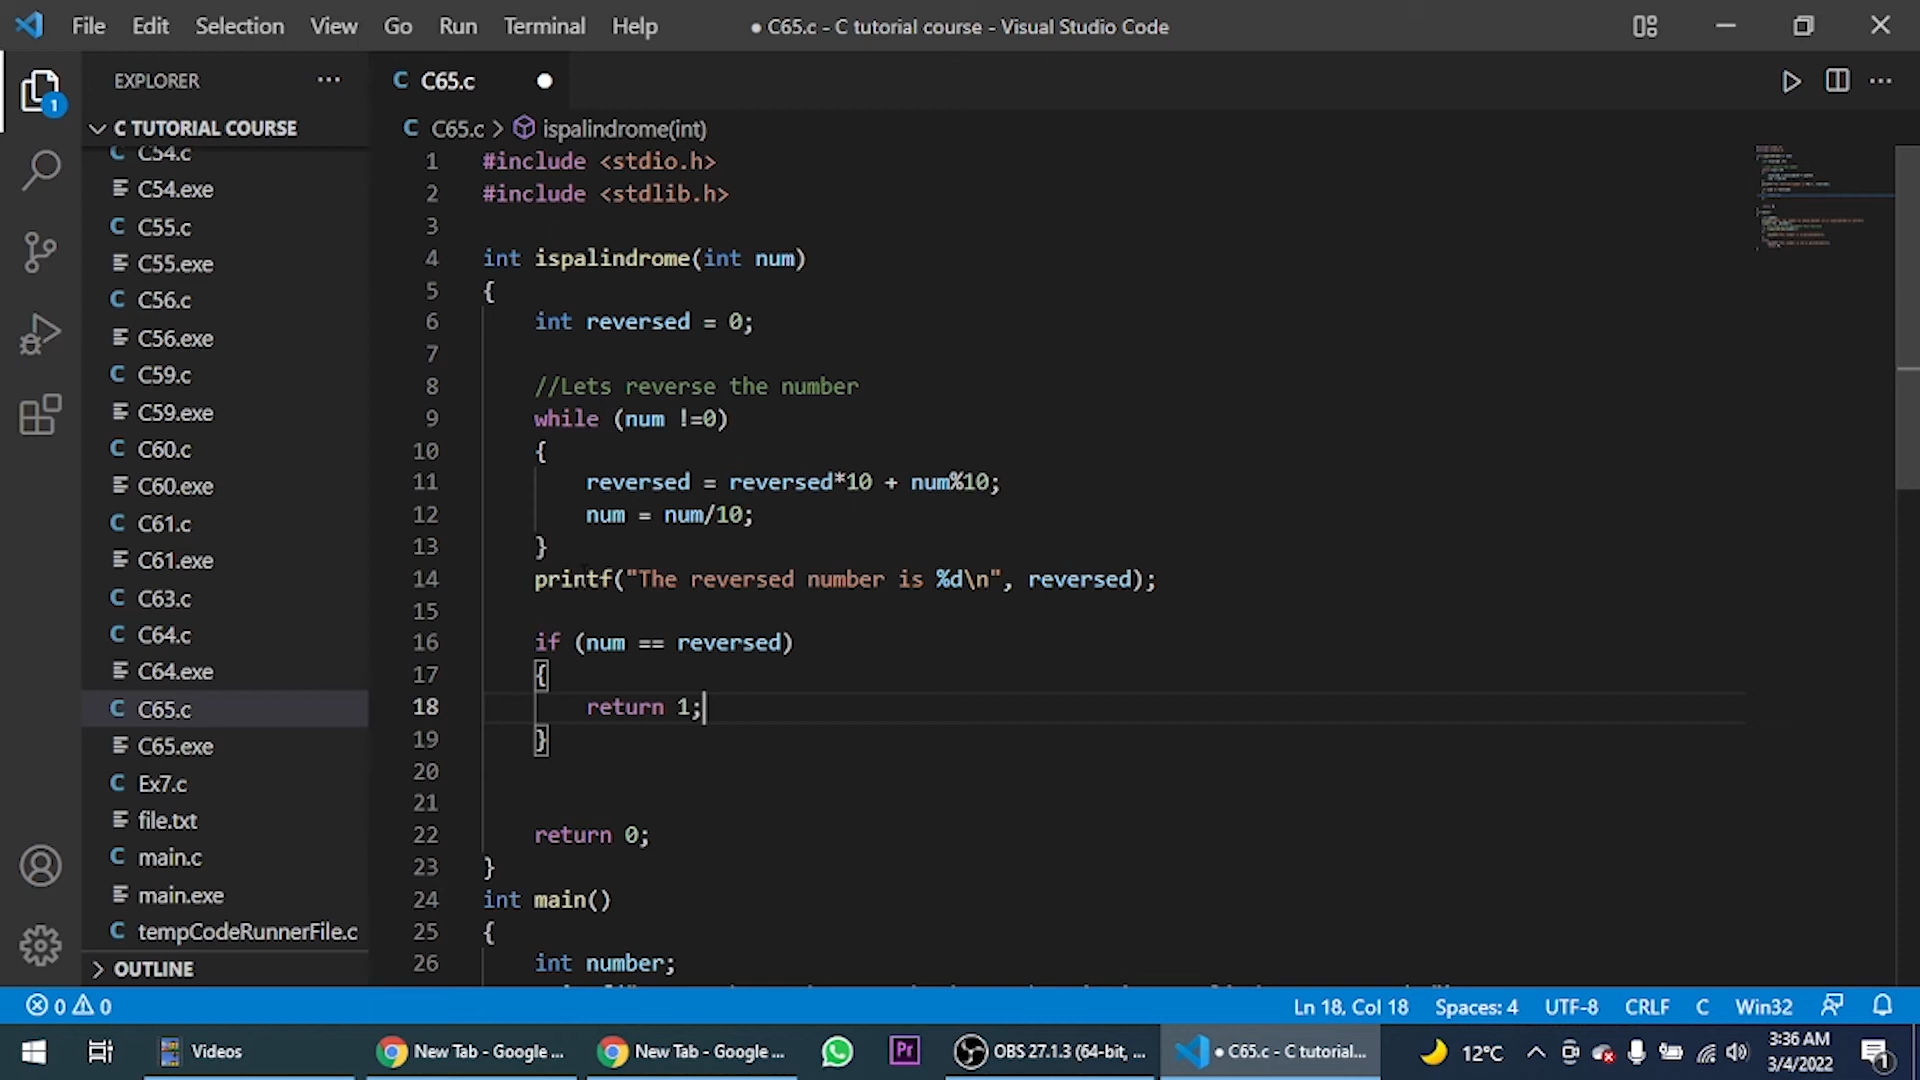 File Edit Selection View Go Run Terminal Help
● C65.c - C tutorial course - Visual Studio Code
EXPLORER
C TUTORIAL COURSE
C54.c
C54.exe
C55.c
C55.exe
C56.c
C56.exe
C59.c
C59.exe
C60.c
C60.exe
C61.c
C61.exe
C63.c
C64.c
C64.exe
C65.c
C65.exe
Ex7.c
file.txt
main.c
main.exe
tempCodeRunnerFile.c
OUTLINE
C C65.c ●
C C65.c > ispalindrome(int)
1 #include <stdio.h>
2 #include <stdlib.h>
3
4 int ispalindrome(int num)
5 {
6 int reversed = 0;
7
8 //Lets reverse the number
9 while (num !=0)
10 {
11 reversed = reversed*10 + num%10;
12 num = num/10;
13 }
14 printf("The reversed number is %d\n", reversed);
15
16 if (num == reversed)
17 {
18 return 1;
19 }
20
21
22 return 0;
23 }
24 int main()
25 {
26 int number;
0 0 Ln 18, Col 18 Spaces: 4 UTF-8 CRLF C Win32
Videos New Tab - Google ... New Tab - Google ... Pr OBS 27.1.3 (64-bit, ... ● C65.c - C tutorial... 12°C 3:36 AM
3/4/2022 1